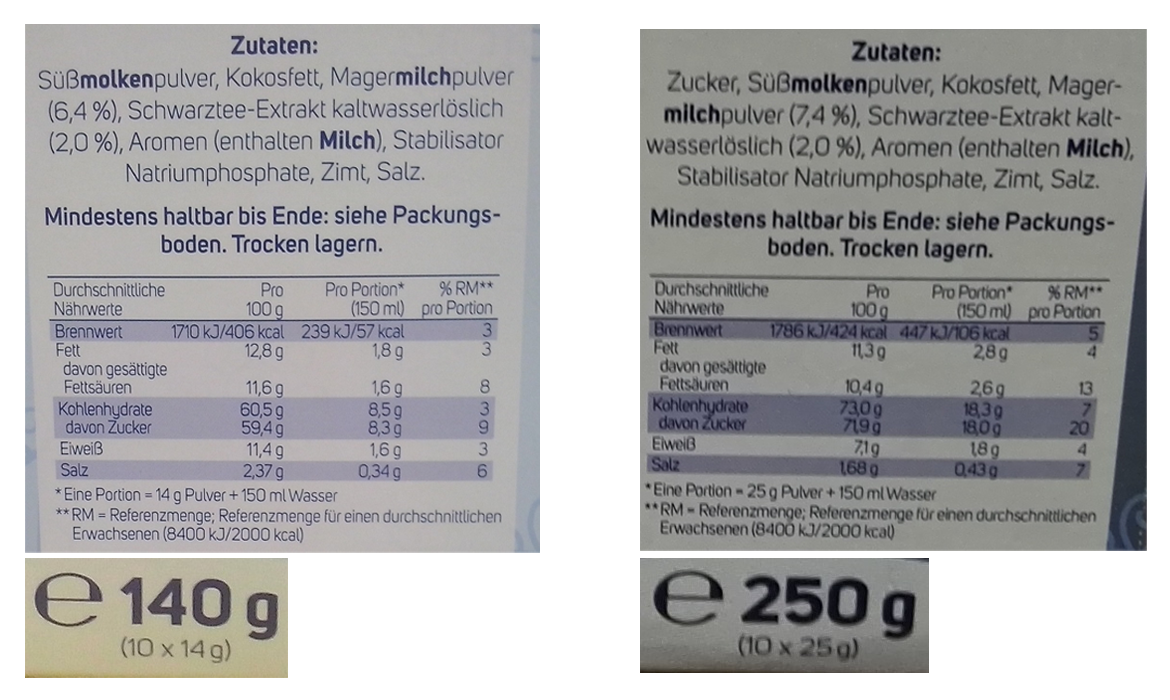 Zutaten:
Süßmolkenpulver, Kokosfett, Magermilchpulver
(6,4 %), Schwarztee-Extrakt kaltwasserlöslich
(2,0 %), Aromen (enthalten Milch), Stabilisator
Natriumphosphate, Zimt, Salz.
Mindestens haltbar bis Ende: siehe Packungs-
boden. Trocken lagern.
Durchschnittliche Pro Pro Portion* % RM**
Nährwerte 100 g (150 ml) pro Portion
Brennwert 1710 kJ/406 kcal 239 kJ/57 kcal 3
Fett 12,8 g 1,8 g 3
davon gesättigte
Fettsäuren 11,6 g 1,6 g 8
Kohlenhydrate 60,5 g 8,5 g 3
davon Zucker 59,4 g 8,3 g 9
Eiweiß 11,4 g 1,6 g 3
Salz 2,37 g 0,34 g 6
* Eine Portion = 14 g Pulver + 150 ml Wasser
** RM = Referenzmenge; Referenzmenge für einen durchschnittlichen
Erwachsenen (8400 kJ/2000 kcal)
e 140 g
(10 x 14 g)
Zutaten:
Zucker, Süßmolkenpulver, Kokosfett, Mager-
milchpulver (7,4 %), Schwarztee-Extrakt kalt-
wasserlöslich (2,0 %), Aromen (enthalten Milch),
Stabilisator Natriumphosphate, Zimt, Salz.
Mindestens haltbar bis Ende: siehe Packungs-
boden. Trocken lagern.
Durchschnittliche Pro Pro Portion* % RM**
Nährwerte 100 g (150 ml) pro Portion
Brennwert 1786 kJ/424 kcal 447 kJ/106 kcal 5
Fett 11,3 g 2,8 g 4
davon gesättigte
Fettsäuren 10,4 g 2,6 g 13
Kohlenhydrate 73,0 g 18,3 g 7
davon Zucker 71,9 g 18,0 g 20
Eiweiß 7,1 g 1,8 g 4
Salz 1,68 g 0,43 g 7
* Eine Portion = 25 g Pulver + 150 ml Wasser
** RM = Referenzmenge; Referenzmenge für einen durchschnittlichen
Erwachsenen (8400 kJ/2000 kcal)
e 250 g
(10 x 25 g)